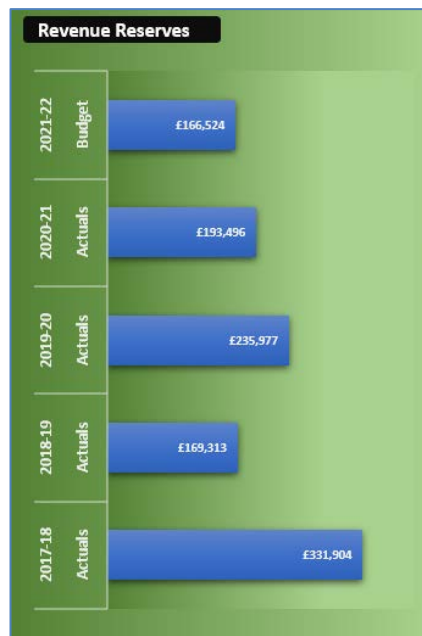 Revenue Reserves
2021-22
Budget
£166,524
2020-21
Actuals
£193,496
2019-20
Actuals
£235,977
2018-19
Actuals
£169,313
2017-18
Actuals
£331,904